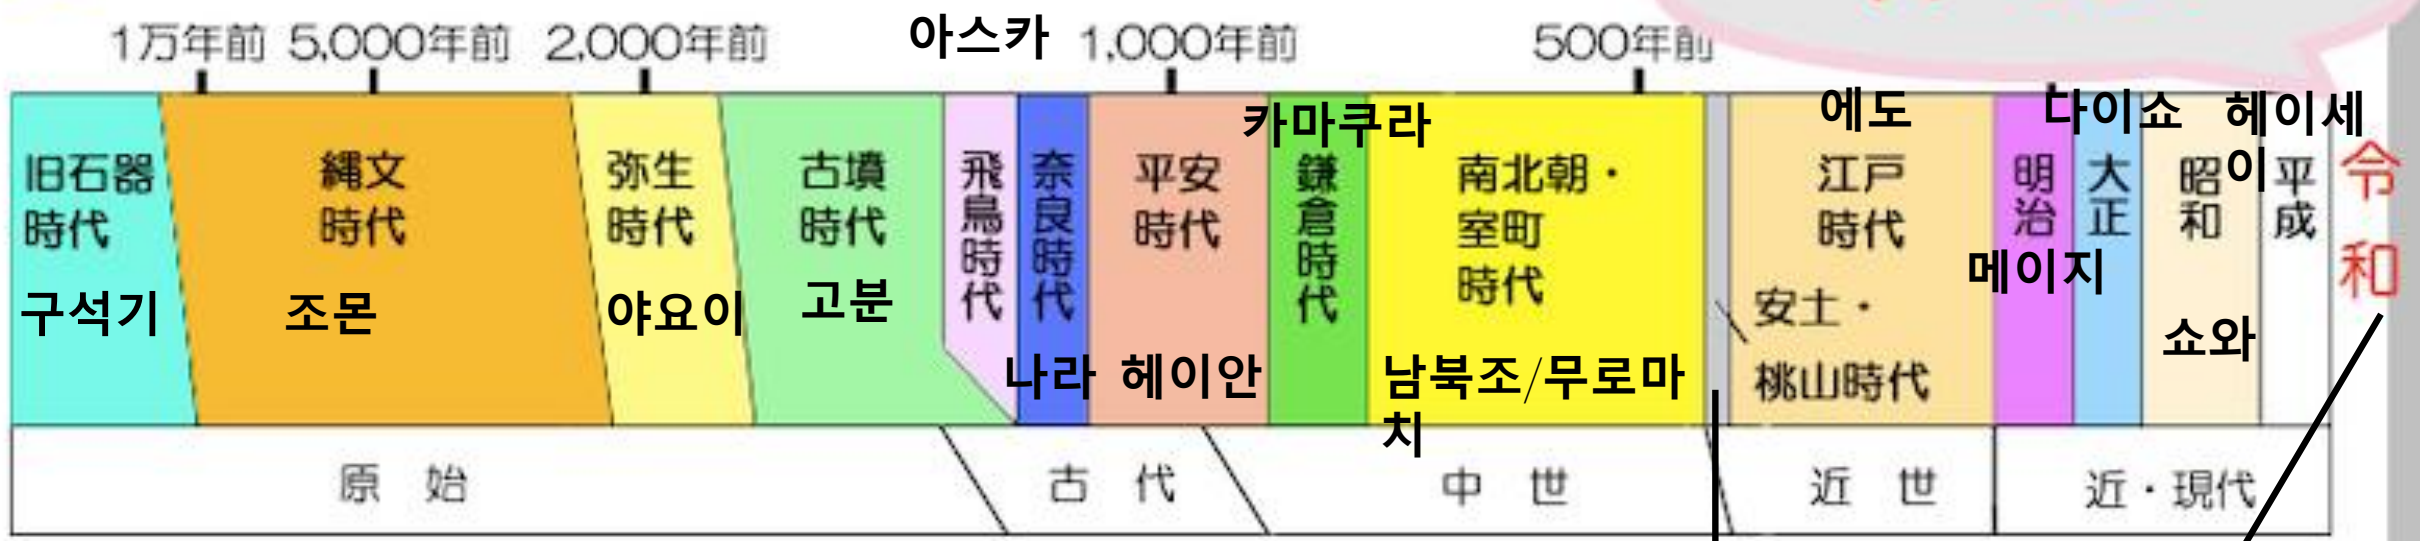 아스카
1万年前 5,000年前 2,000年前 1,000年前 500年前
旧石器
時代
구석기
縄文
時代
조몬
弥生
時代
야요이
古墳
時代
고분
飛鳥時代
奈良時代
나라
平安
時代
헤이안
카마쿠라
鎌倉時代
南北朝・
室町
時代
남북조/무로마
치
에도
江戸
時代
安土・
桃山時代
明治
메이지
다이쇼
大正
昭和
쇼와
헤이세
이
平成
令和
原始
古代
中世
近世
近・現代